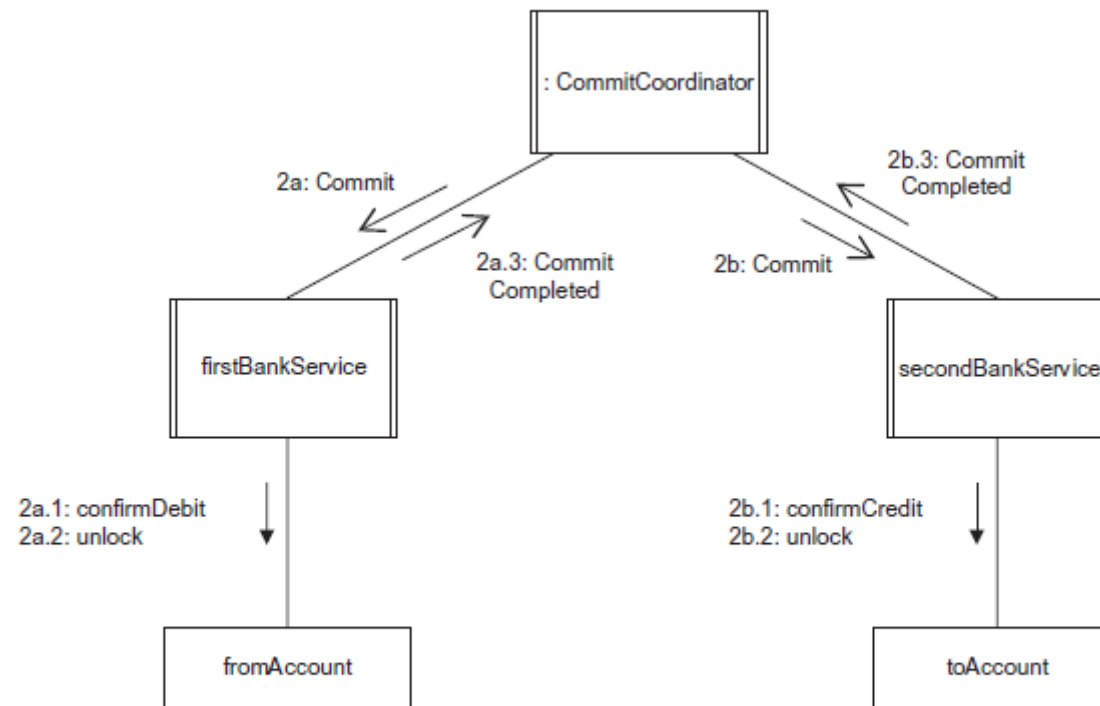 : CommitCoordinator
2a: Commit
2b.3: Commit
Completed
2a.3: Commit
Completed
2b: Commit
firstBankService
secondBankService
2a.1: confirmDebit
2a.2: unlock
2b.1: confirmCredit
2b.2: unlock
fromAccount
toAccount